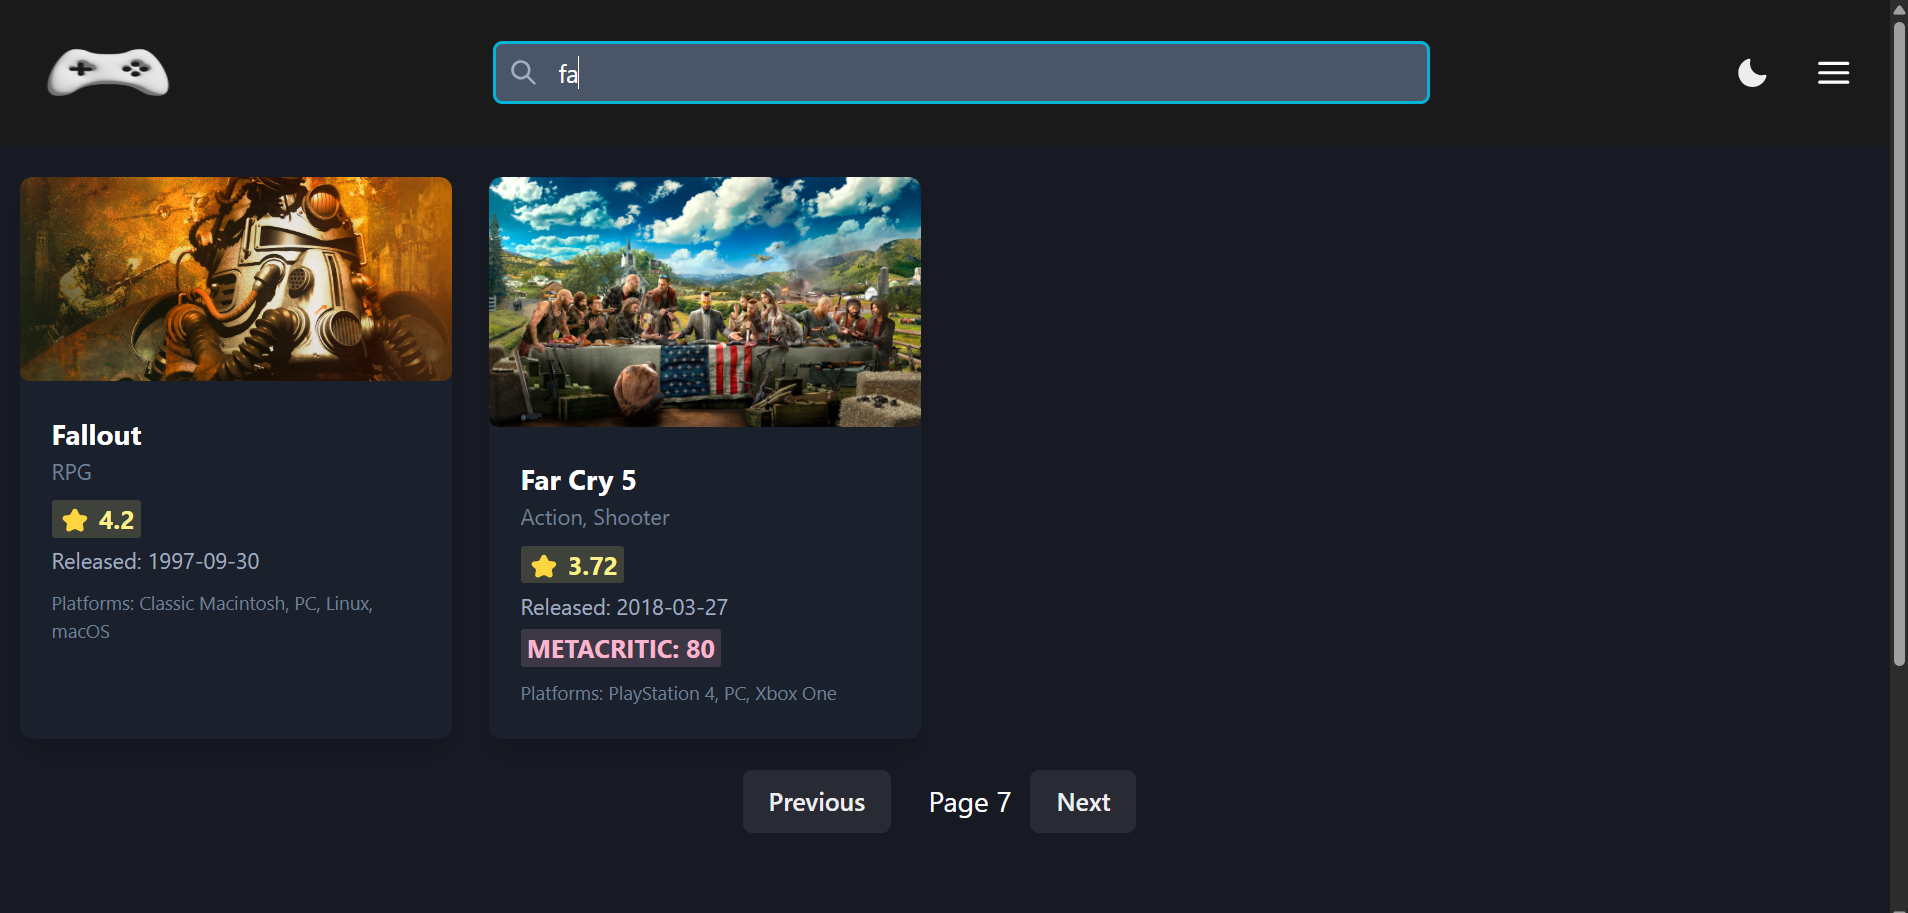 fa
Fallout
RPG
4.2
Released: 1997-09-30
Platforms: Classic Macintosh, PC, Linux,
macOS
Far Cry 5
Action, Shooter
3.72
Released: 2018-03-27
METACRITIC: 80
Platforms: PlayStation 4, PC, Xbox One
Previous
Page 7
Next